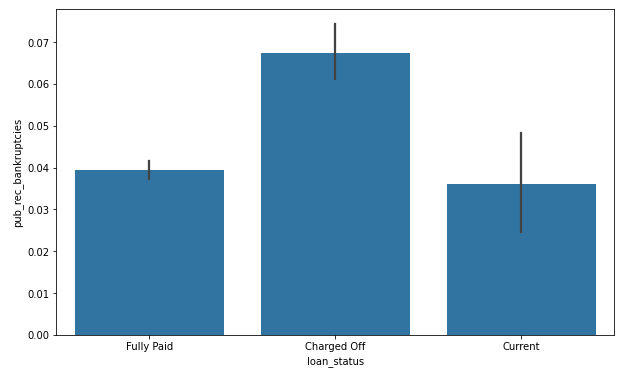 0.07
0.06
0.05
0.04
0.03
0.02
0.01
0.00
pub_rec_bankruptcies
Fully Paid
Charged Off
Current
loan_status